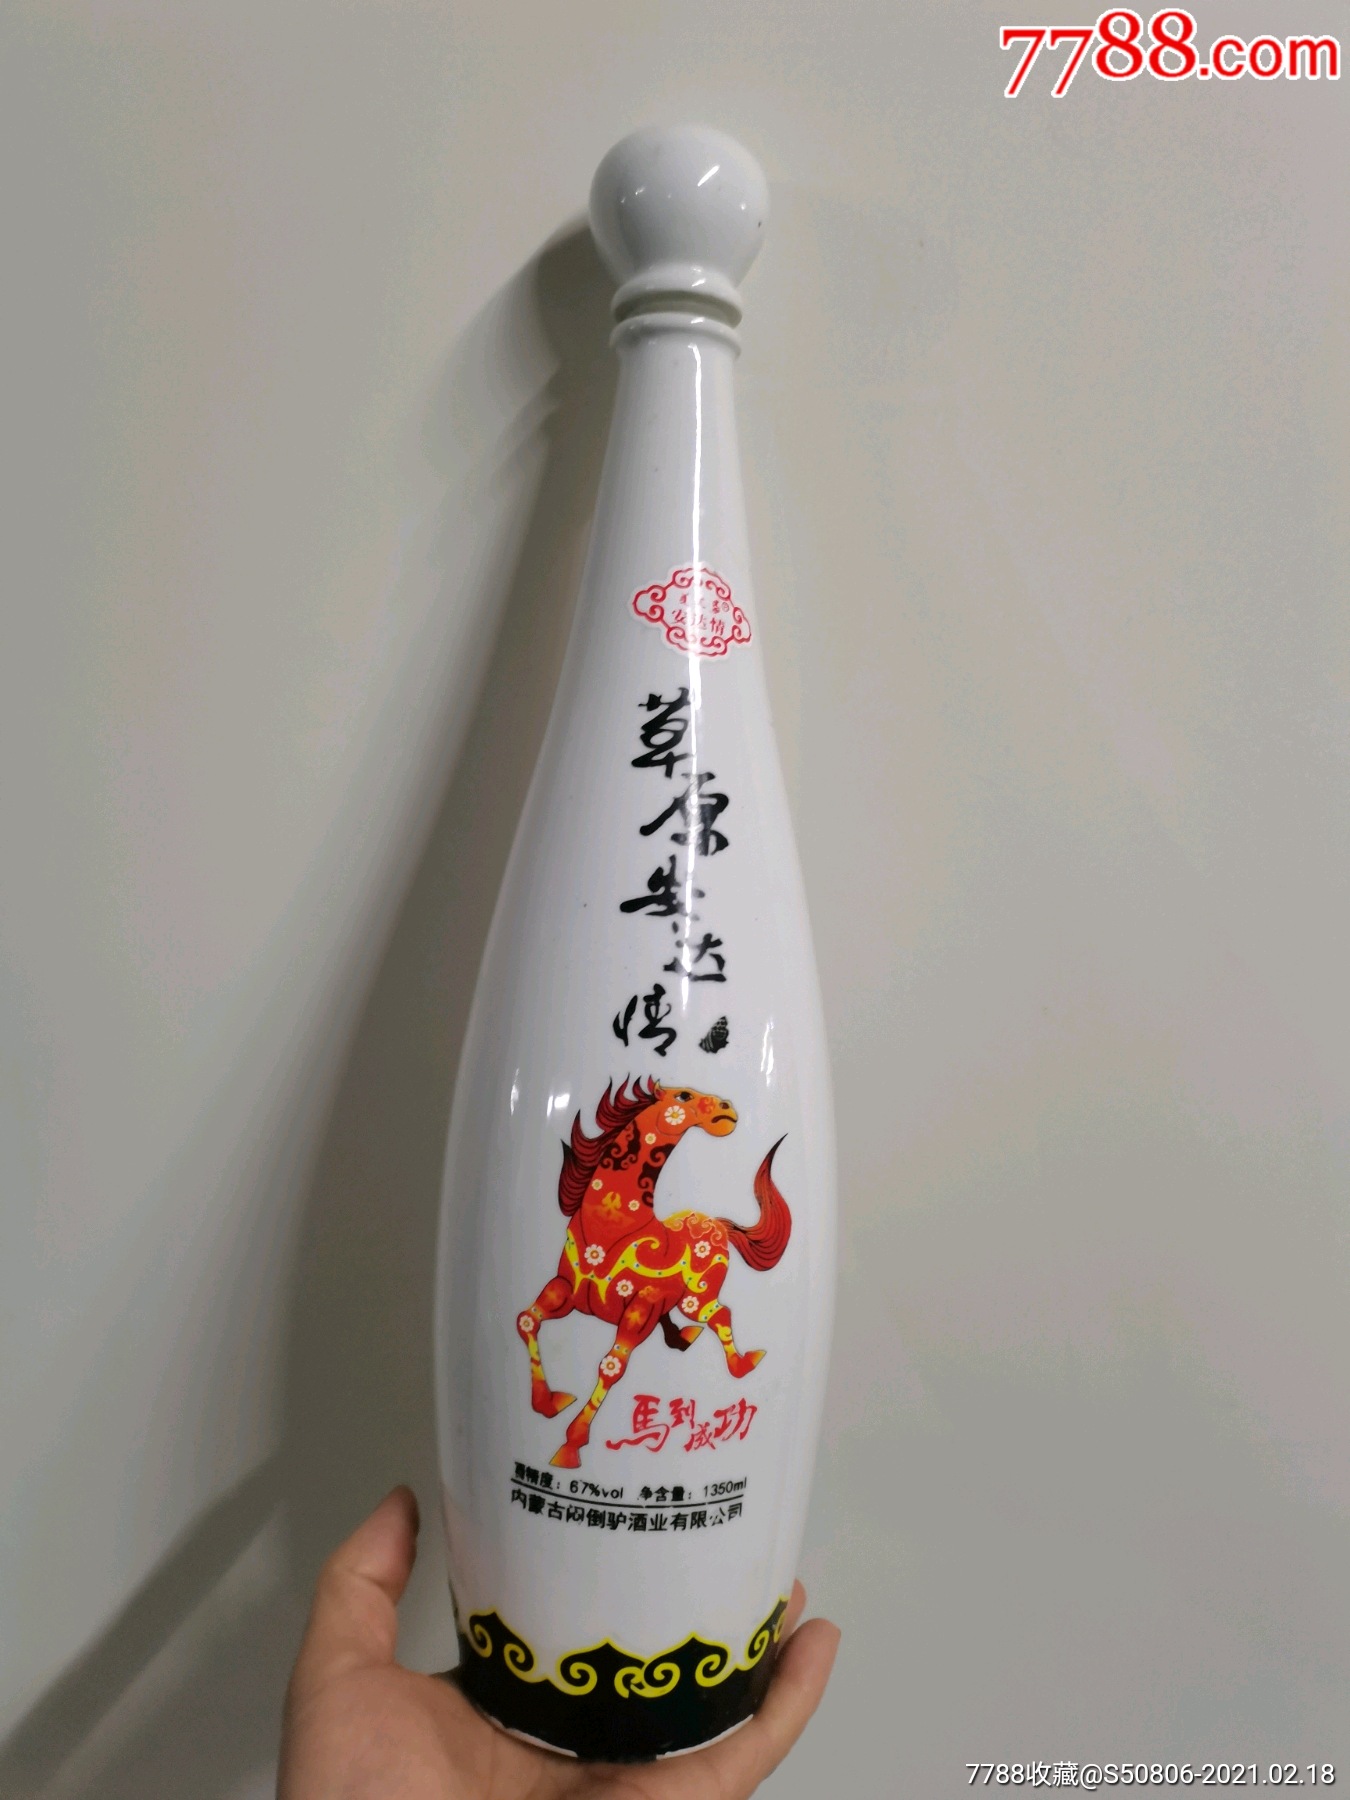 7788.com
安达情
草原安达情
馬到成功
酒精度：67%vol 净含量：1350ml
内蒙古闷倒驴酒业有限公司
7788收藏@S50806-2021.02.18